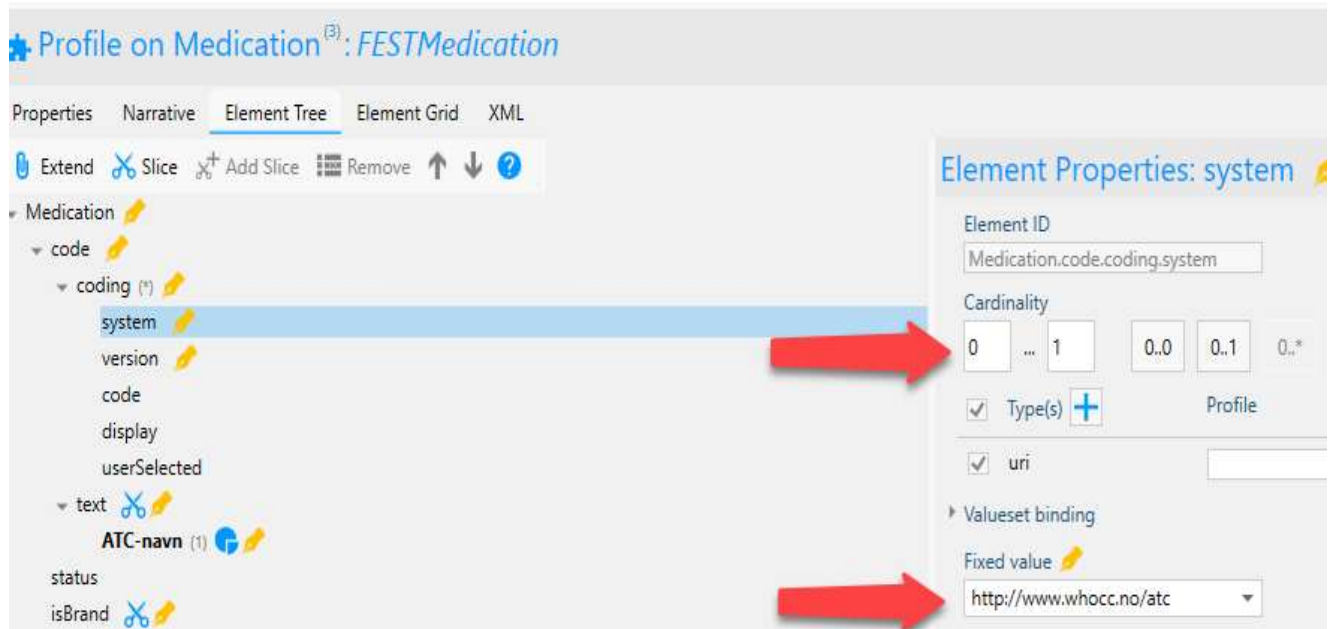 Profile on Medication(3): FESTMedication
Properties Narrative Element Tree Element Grid XML
Extend Slice Add Slice Remove
Medication
code
coding (*)
system
version
code
display
userSelected
text
ATC-navn (1)
status
isBrand
Element Properties: system
Element ID
Medication.code.coding.system
Cardinality
0 ... 1 0..0 0..1 0..*
Type(s) Profile
uri
Valueset binding
Fixed value
http://www.whocc.no/atc